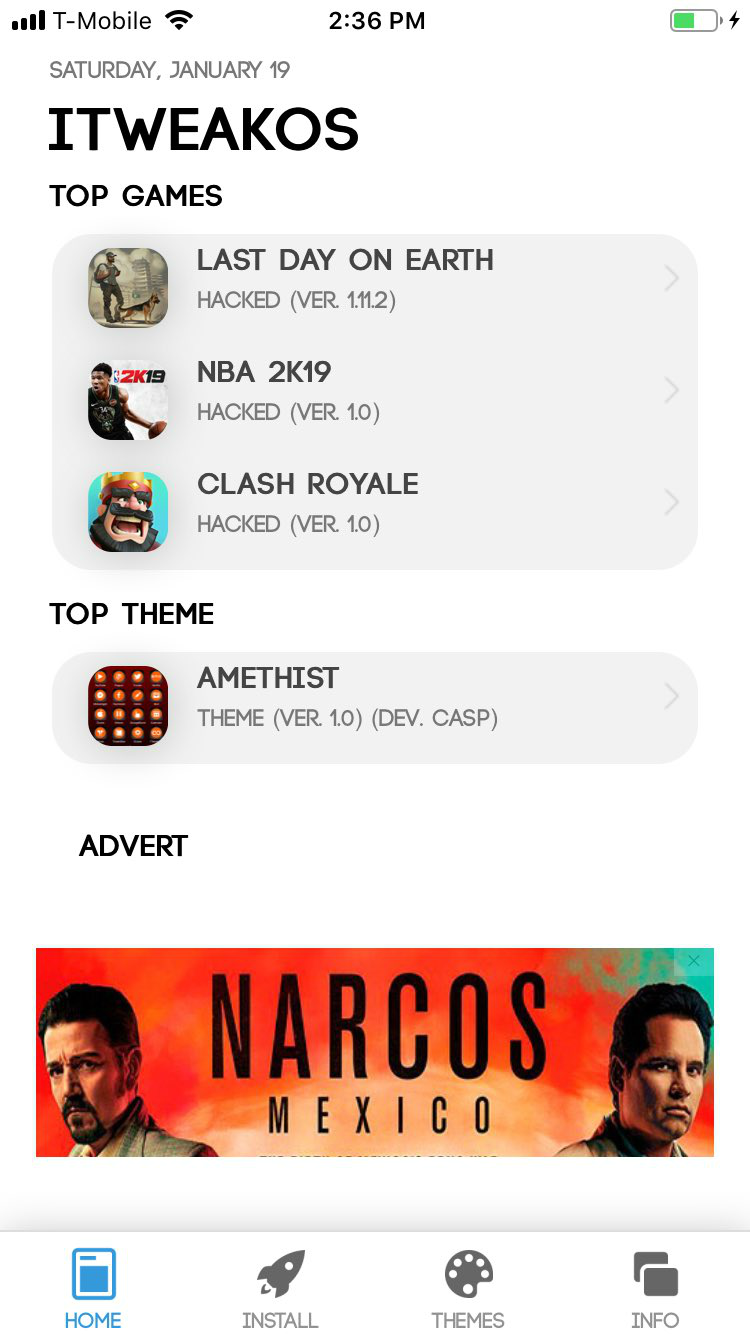 T-Mobile 2:36 PM
SATURDAY, JANUARY 19
ITWEAKOS
TOP GAMES
LAST DAY ON EARTH
HACKED (VER. 1.11.2)
2K19
NBA 2K19
HACKED (VER. 1.0)
CLASH ROYALE
HACKED (VER. 1.0)
TOP THEME
AMETHIST
THEME (VER. 1.0) (DEV. CASP)
ADVERT
NARCOS
MEXICO
HOME INSTALL THEMES INFO